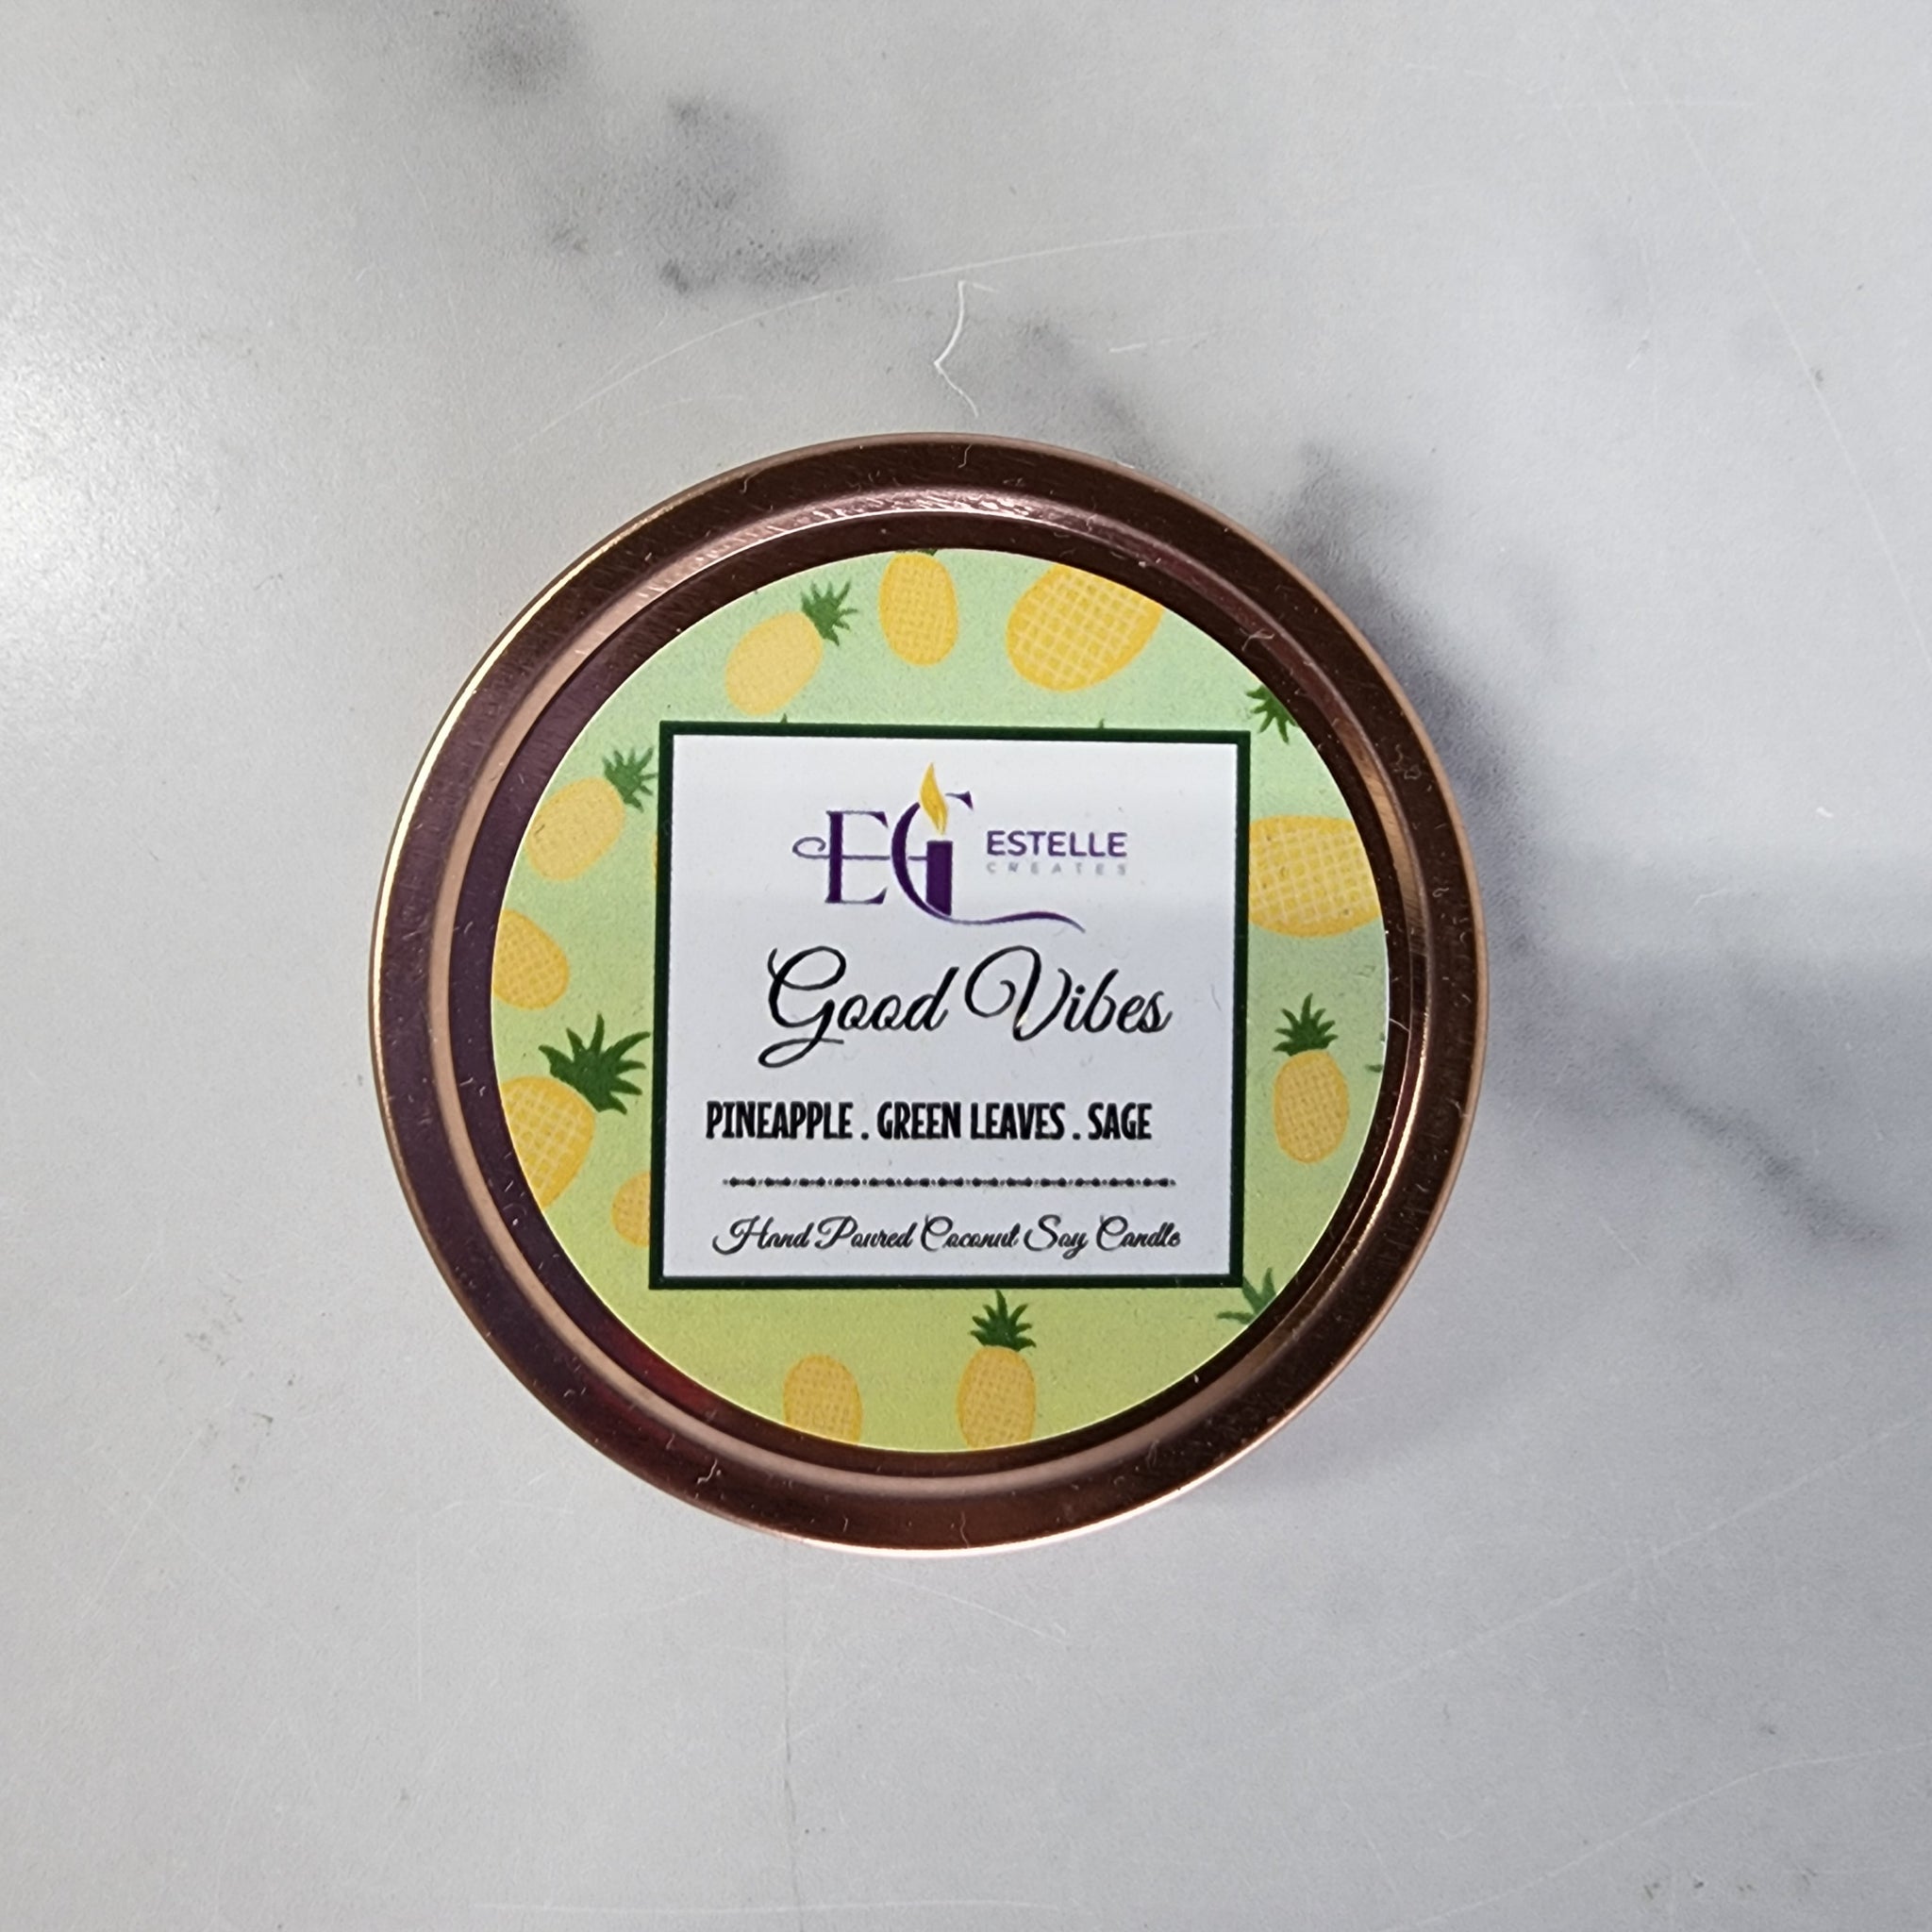 EC ESTELLE
CREATES
Good Vibes
PINEAPPLE . GREEN LEAVES . SAGE
Hand Poured Coconut Soy Candle